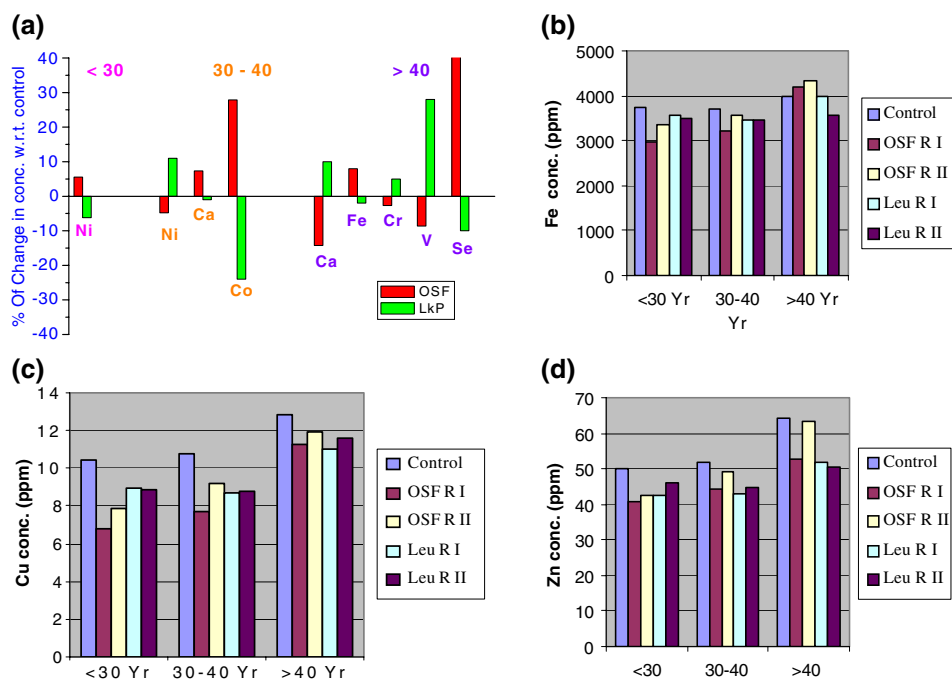 (a)
% Of Change in conc. w.r.t. control
40
30
20
10
0
-10
-20
-30
-40
< 30
30 - 40
> 40
Ni
Ni
Ca
Co
Ca
Fe
Cr
V
Se
OSF
LkP
(b)
Fe conc. (ppm)
5000
4000
3000
2000
1000
0
<30 Yr
30-40
Yr
>40 Yr
Control
OSF R I
OSF R II
Leu R I
Leu R II
(c)
Cu conc. (ppm)
14
12
10
8
6
4
2
0
<30 Yr
30-40 Yr
>40 Yr
Control
OSF R I
OSF R II
Leu R I
Leu R II
(d)
Zn conc. (ppm)
70
60
50
40
30
20
10
0
<30
30-40
>40
Control
OSF R I
OSF R II
Leu R I
Leu R II